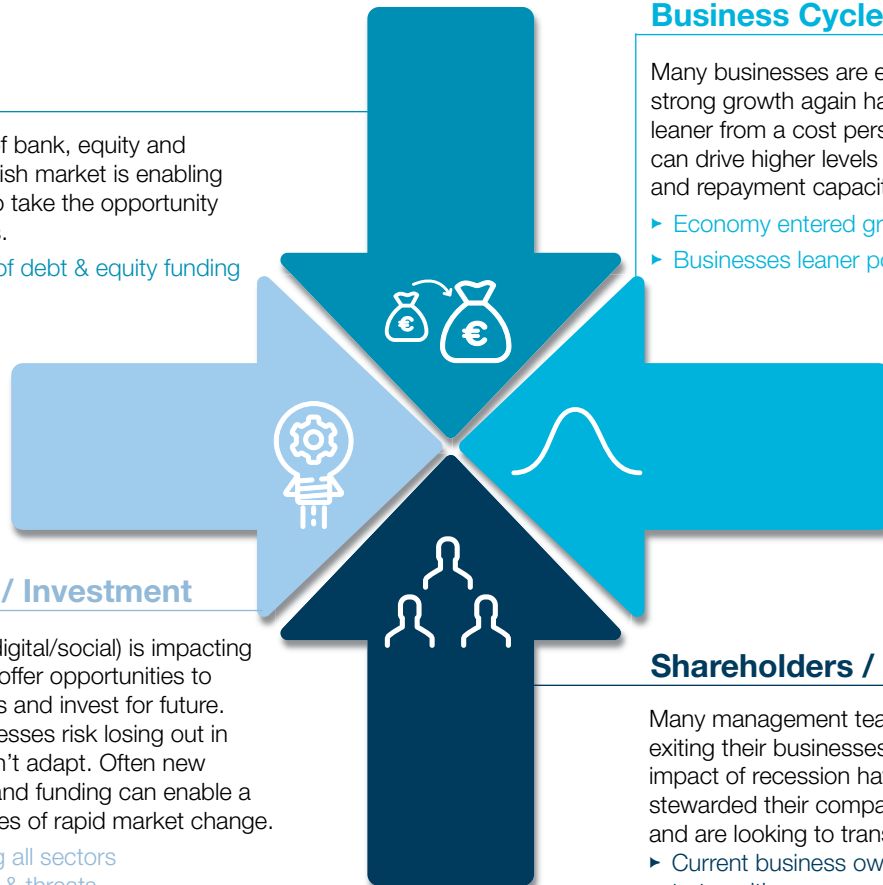 f bank, equity and
ish market is enabling
o take the opportunity
s.
of debt & equity funding
Business Cycle
Many businesses are e
strong growth again ha
leaner from a cost pers
can drive higher levels
and repayment capacit
► Economy entered gr
► Businesses leaner po
€ €
/ Investment
digital/social) is impacting
offer opportunities to
s and invest for future.
esses risk losing out in
n't adapt. Often new
and funding can enable a
es of rapid market change.
g all sectors
& threats
Shareholders /
Many management tea
exiting their businesses
impact of recession hav
stewarded their compa
and are looking to trans
► Current business ow